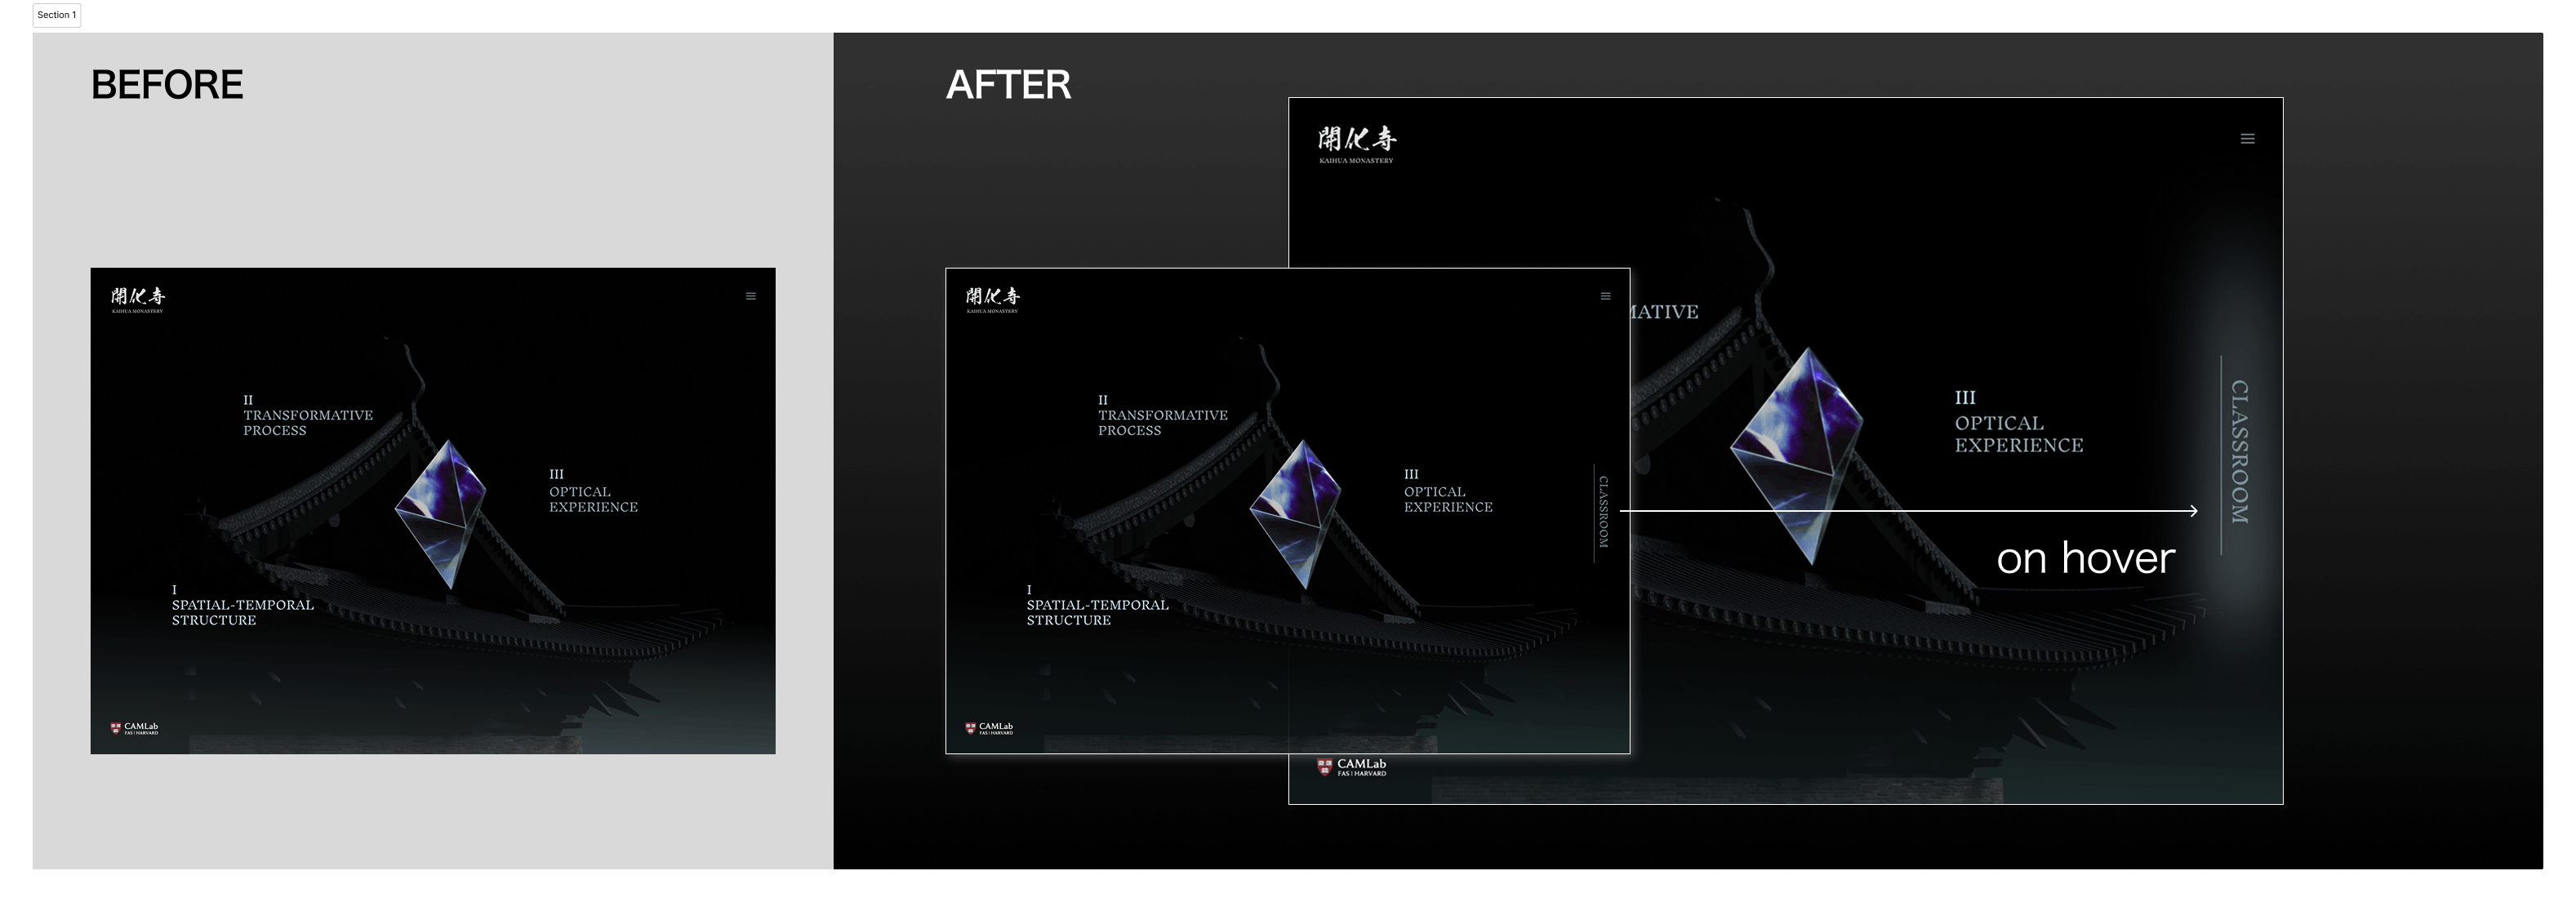 Section 1
BEFORE
開化寺
KAIHUA MONASTERY
II
TRANSFORMATIVE
PROCESS
III
OPTICAL
EXPERIENCE
I
SPATIAL-TEMPORAL
STRUCTURE
CAMLab
FAS | HARVARD
AFTER
開化寺
KAIHUA MONASTERY
II
TRANSFORMATIVE
PROCESS
III
OPTICAL
EXPERIENCE
CLASSROOM
I
SPATIAL-TEMPORAL
STRUCTURE
CAMLab
FAS | HARVARD
開化寺
KAIHUA MONASTERY
MATIVE
III
OPTICAL
EXPERIENCE
CLASSROOM
on hover
CAMLab
FAS | HARVARD